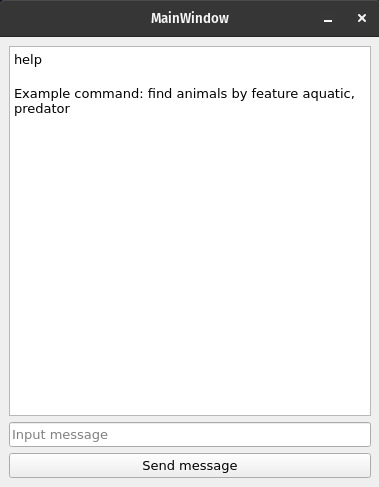 MainWindow
help
Example command: find animals by feature aquatic,
predator
Input message
Send message